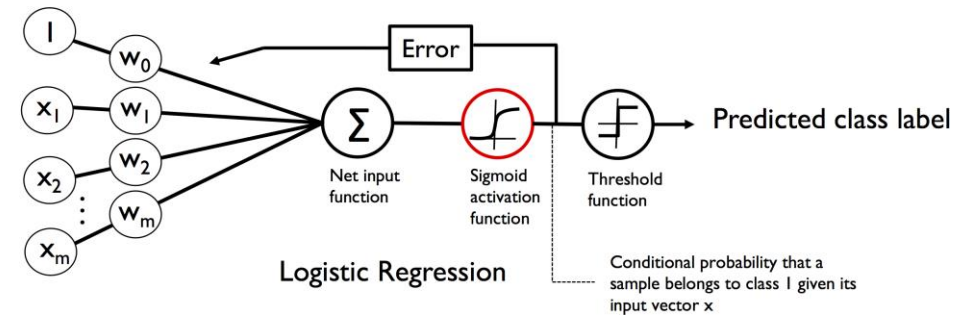 1
w₀
Error
x₁
w₁
Σ
Predicted class label
x₂
w₂
Net input
function
Sigmoid
activation
function
Threshold
function
⋮
wₘ
xₘ
Logistic Regression
Conditional probability that a
sample belongs to class 1 given its
input vector x